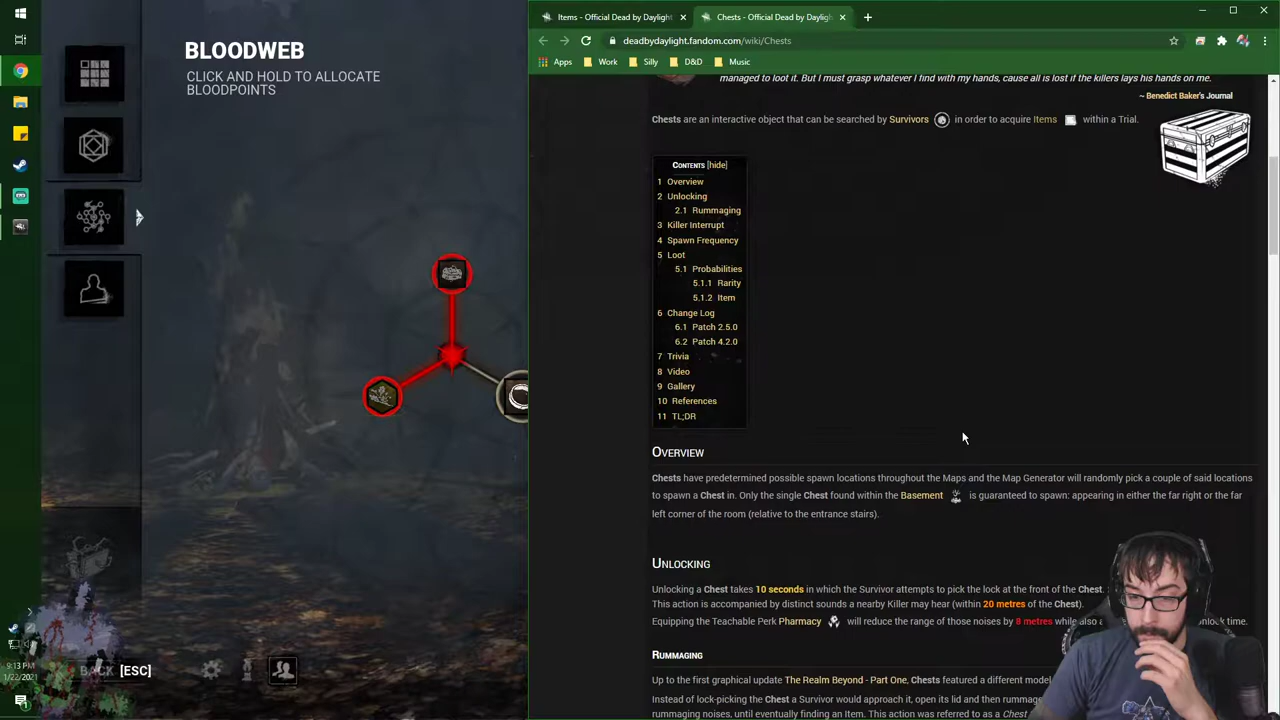 BLOODWEB
CLICK AND HOLD TO ALLOCATE
BLOODPOINTS
BACK [ESC]
9:13 PM
1/22/2021
Items - Official Dead by Daylight
Chests - Official Dead by Dayligh
deadbydaylight.fandom.com/wiki/Chests
Apps Work Silly D&D Music
managed to loot it. But I must grasp whatever I find with my hands, cause all is lost if the killers lays his hands on me.
~ Benedict Baker's Journal
Chests are an interactive object that can be searched by Survivors in order to acquire Items within a Trial.
CONTENTS [hide]
1 Overview
2 Unlocking
2.1 Rummaging
3 Killer Interrupt
4 Spawn Frequency
5 Loot
5.1 Probabilities
5.1.1 Rarity
5.1.2 Item
6 Change Log
6.1 Patch 2.5.0
6.2 Patch 4.2.0
7 Trivia
8 Video
9 Gallery
10 References
11 TL;DR
OVERVIEW
Chests have predetermined possible spawn locations throughout the Maps and the Map Generator will randomly pick a couple of said locations
to spawn a Chest in. Only the single Chest found within the Basement is guaranteed to spawn: appearing in either the far right or the far
left corner of the room (relative to the entrance stairs).
UNLOCKING
Unlocking a Chest takes 10 seconds in which the Survivor attempts to pick the lock at the front of the Chest.
This action is accompanied by distinct sounds a nearby Killer may hear (within 20 metres of the Chest).
Equipping the Teachable Perk Pharmacy will reduce the range of those noises by 8 metres while also unlock time.
RUMMAGING
Up to the first graphical update The Realm Beyond - Part One, Chests featured a different model
Instead of lock-picking the Chest a Survivor would approach it, open its lid and then rummage
rummaging noises, until eventually finding an Item. This action was referred to as a Chest